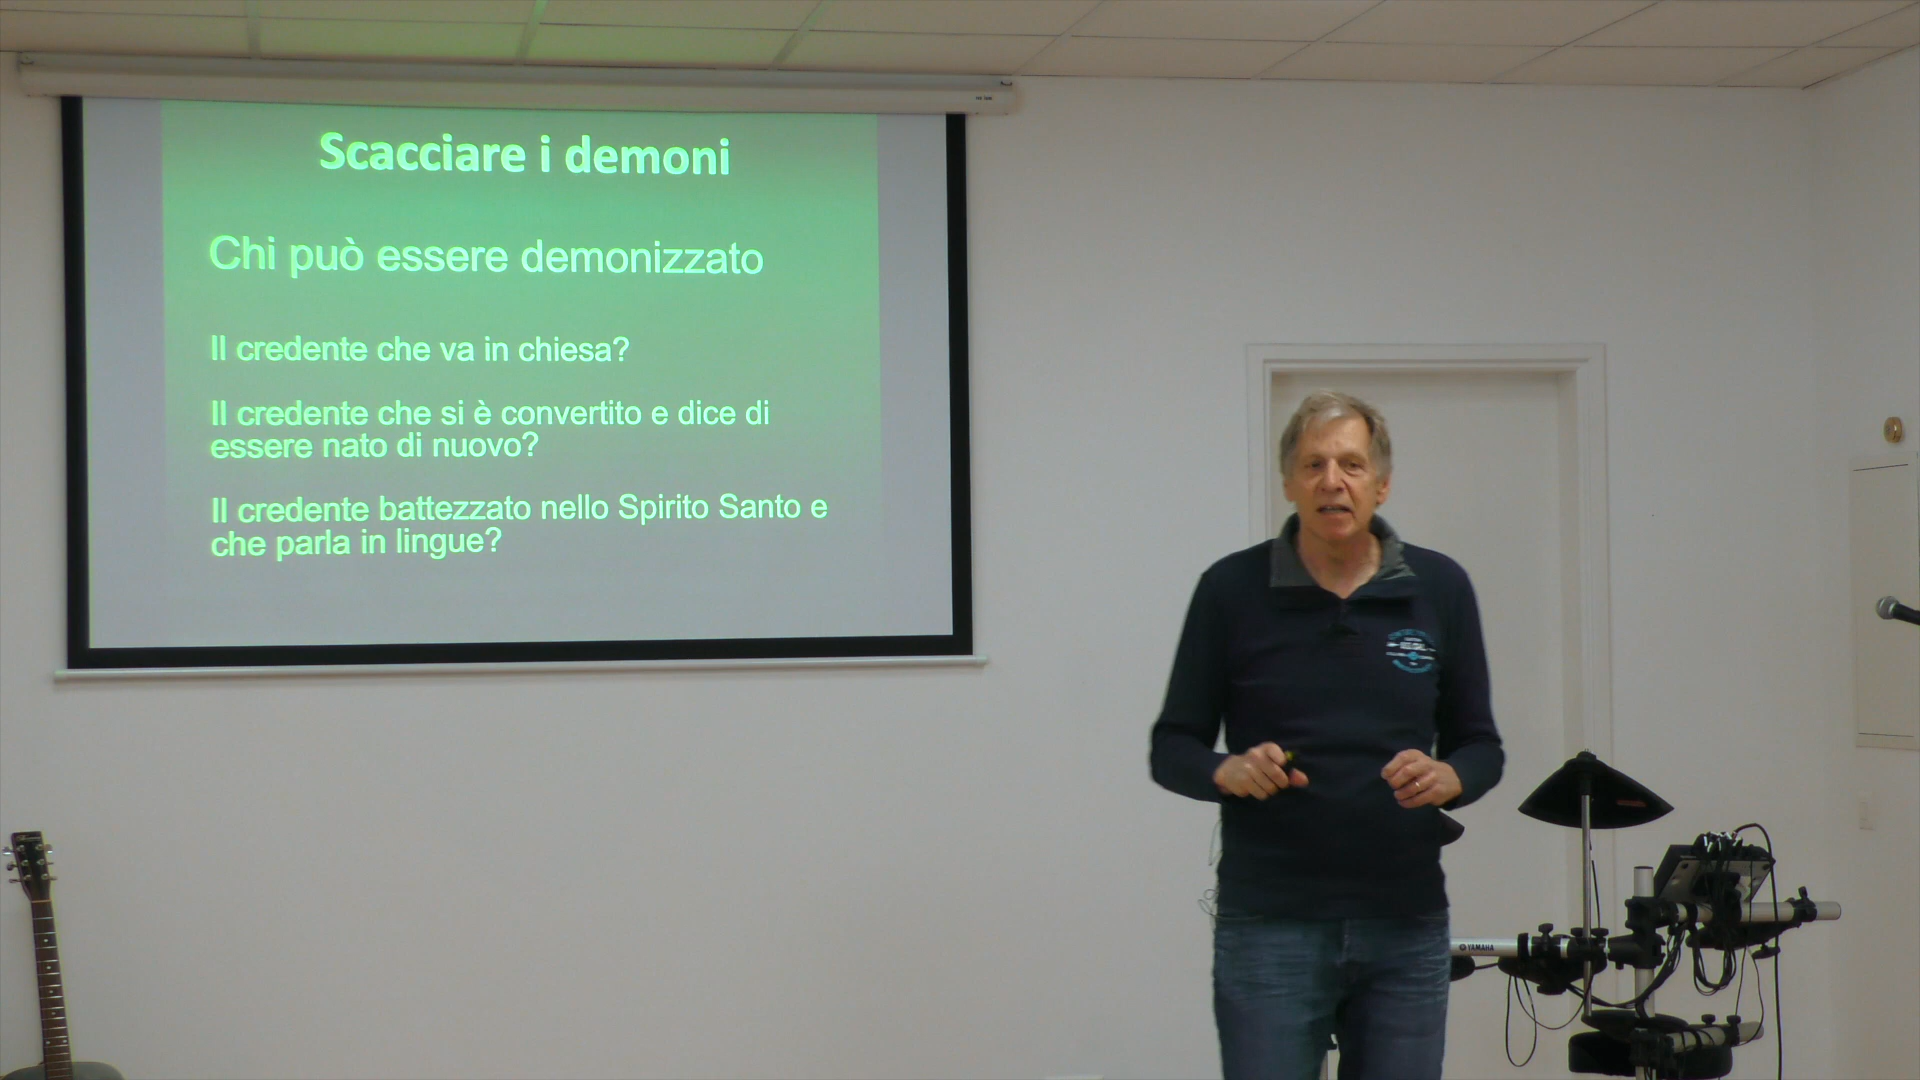 Scacciare i demoni
Chi può essere demonizzato
Il credente che va in chiesa?
Il credente che si è convertito e dice di
essere nato di nuovo?
Il credente battezzato nello Spirito Santo e
che parla in lingue?
YAMAHA